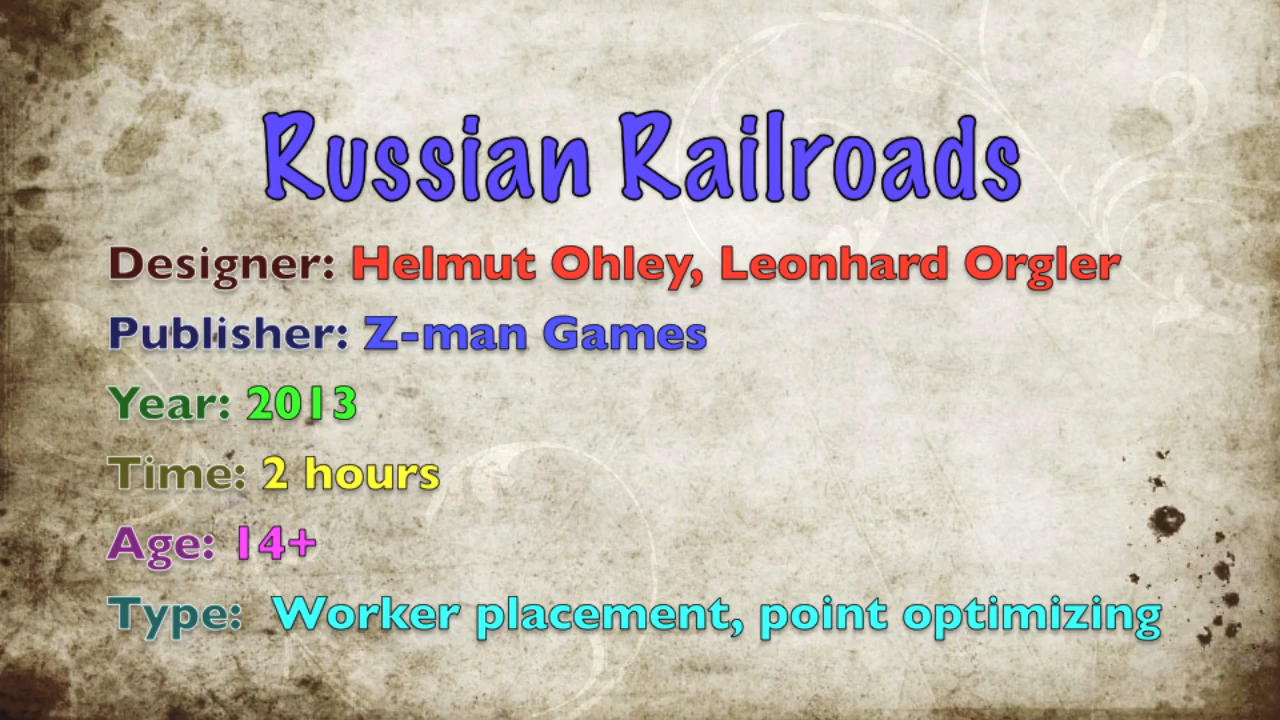 Russian Railroads
Designer: Helmut Ohley, Leonhard Orgler
Publisher: Z-man Games
Year: 2013
Time: 2 hours
Age: 14+
Type: Worker placement, point optimizing